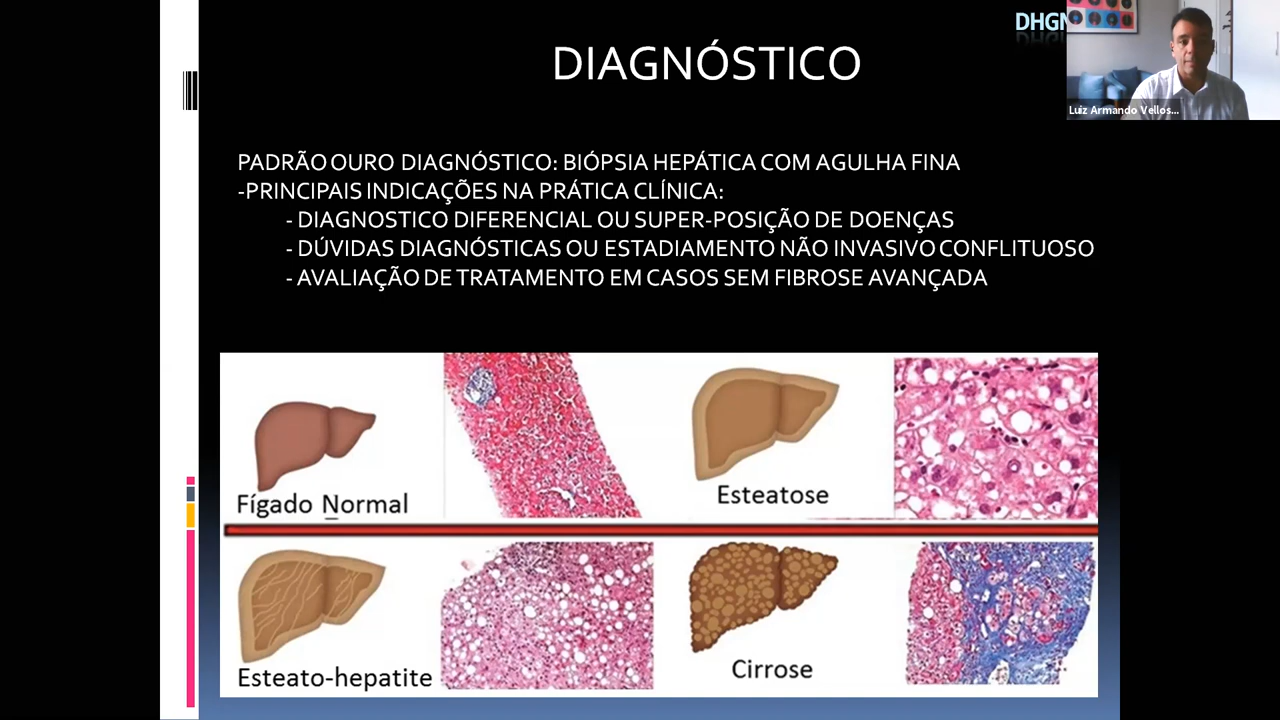 DHGN
DIAGNÓSTICO
Luiz Armando Vellos...
PADRÃO OURO DIAGNÓSTICO: BIÓPSIA HEPÁTICA COM AGULHA FINA
-PRINCIPAIS INDICAÇÕES NA PRÁTICA CLÍNICA:
- DIAGNOSTICO DIFERENCIAL OU SUPER-POSIÇÃO DE DOENÇAS
- DÚVIDAS DIAGNÓSTICAS OU ESTADIAMENTO NÃO INVASIVO CONFLITUOSO
- AVALIAÇÃO DE TRATAMENTO EM CASOS SEM FIBROSE AVANÇADA
Fígado Normal
Esteatose
Esteato-hepatite
Cirrose